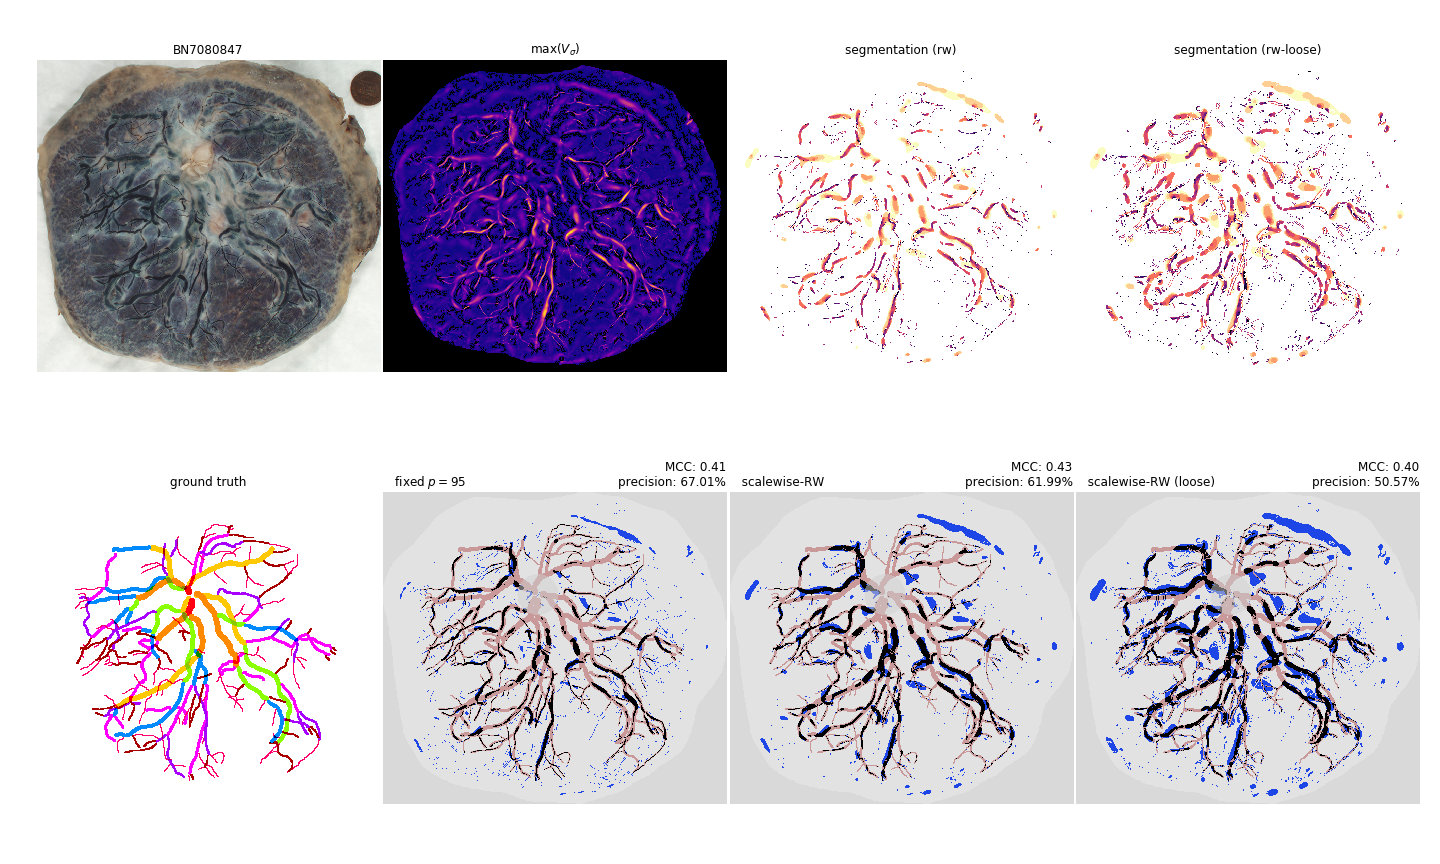 BN7080847
max(V_σ)
segmentation (rw)
segmentation (rw-loose)
ground truth
fixed p = 95
MCC: 0.41
precision: 67.01%
scalewise-RW
MCC: 0.43
precision: 61.99%
scalewise-RW (loose)
MCC: 0.40
precision: 50.57%